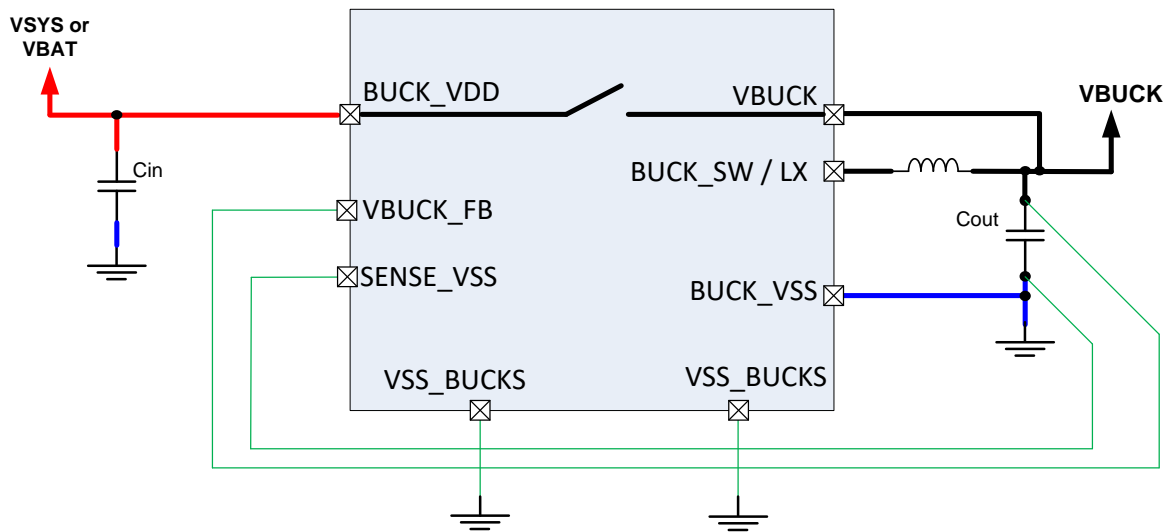 VSYS or
VBAT
BUCK_VDD
VBUCK
VBUCK
BUCK_SW / LX
Cin
VBUCK_FB
Cout
SENSE_VSS
BUCK_VSS
VSS_BUCKS
VSS_BUCKS